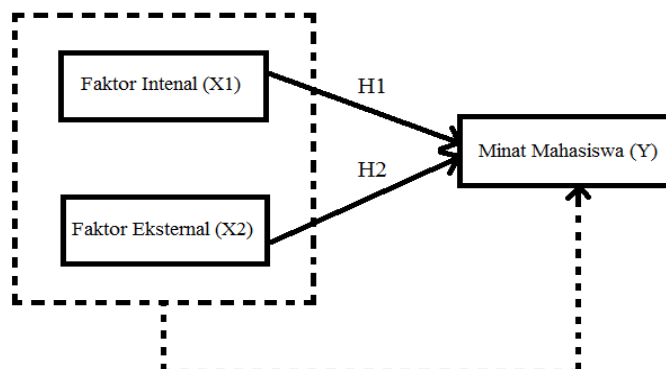 Faktor Intenal (X1)
H1
Minat Mahasiswa (Y)
H2
Faktor Eksternal (X2)